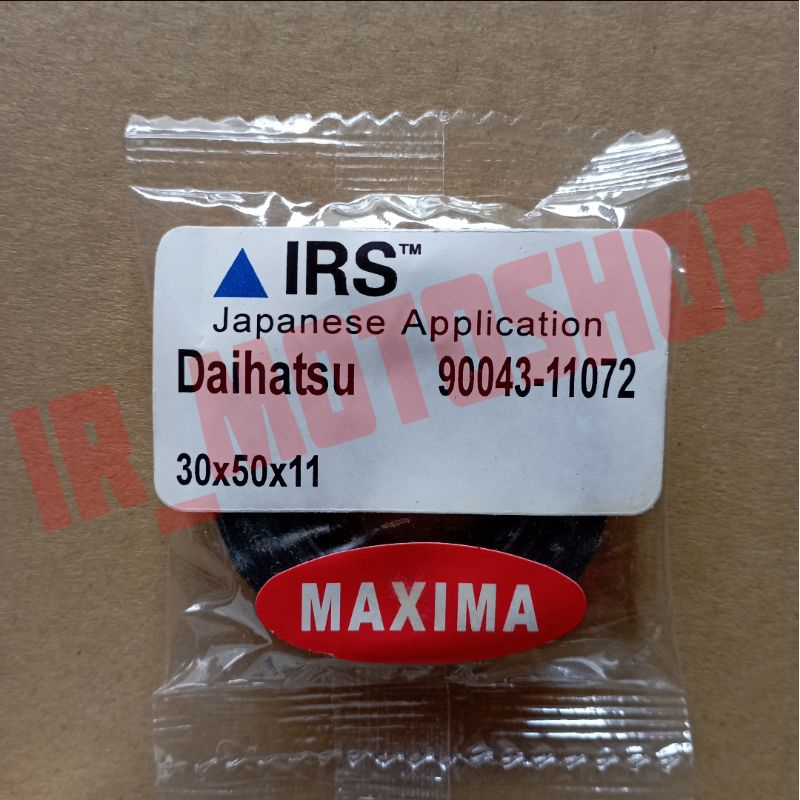 IRS™
Japanese Application
Daihatsu 90043-11072
30x50x11
MAXIMA
IR_MOTOSHOP